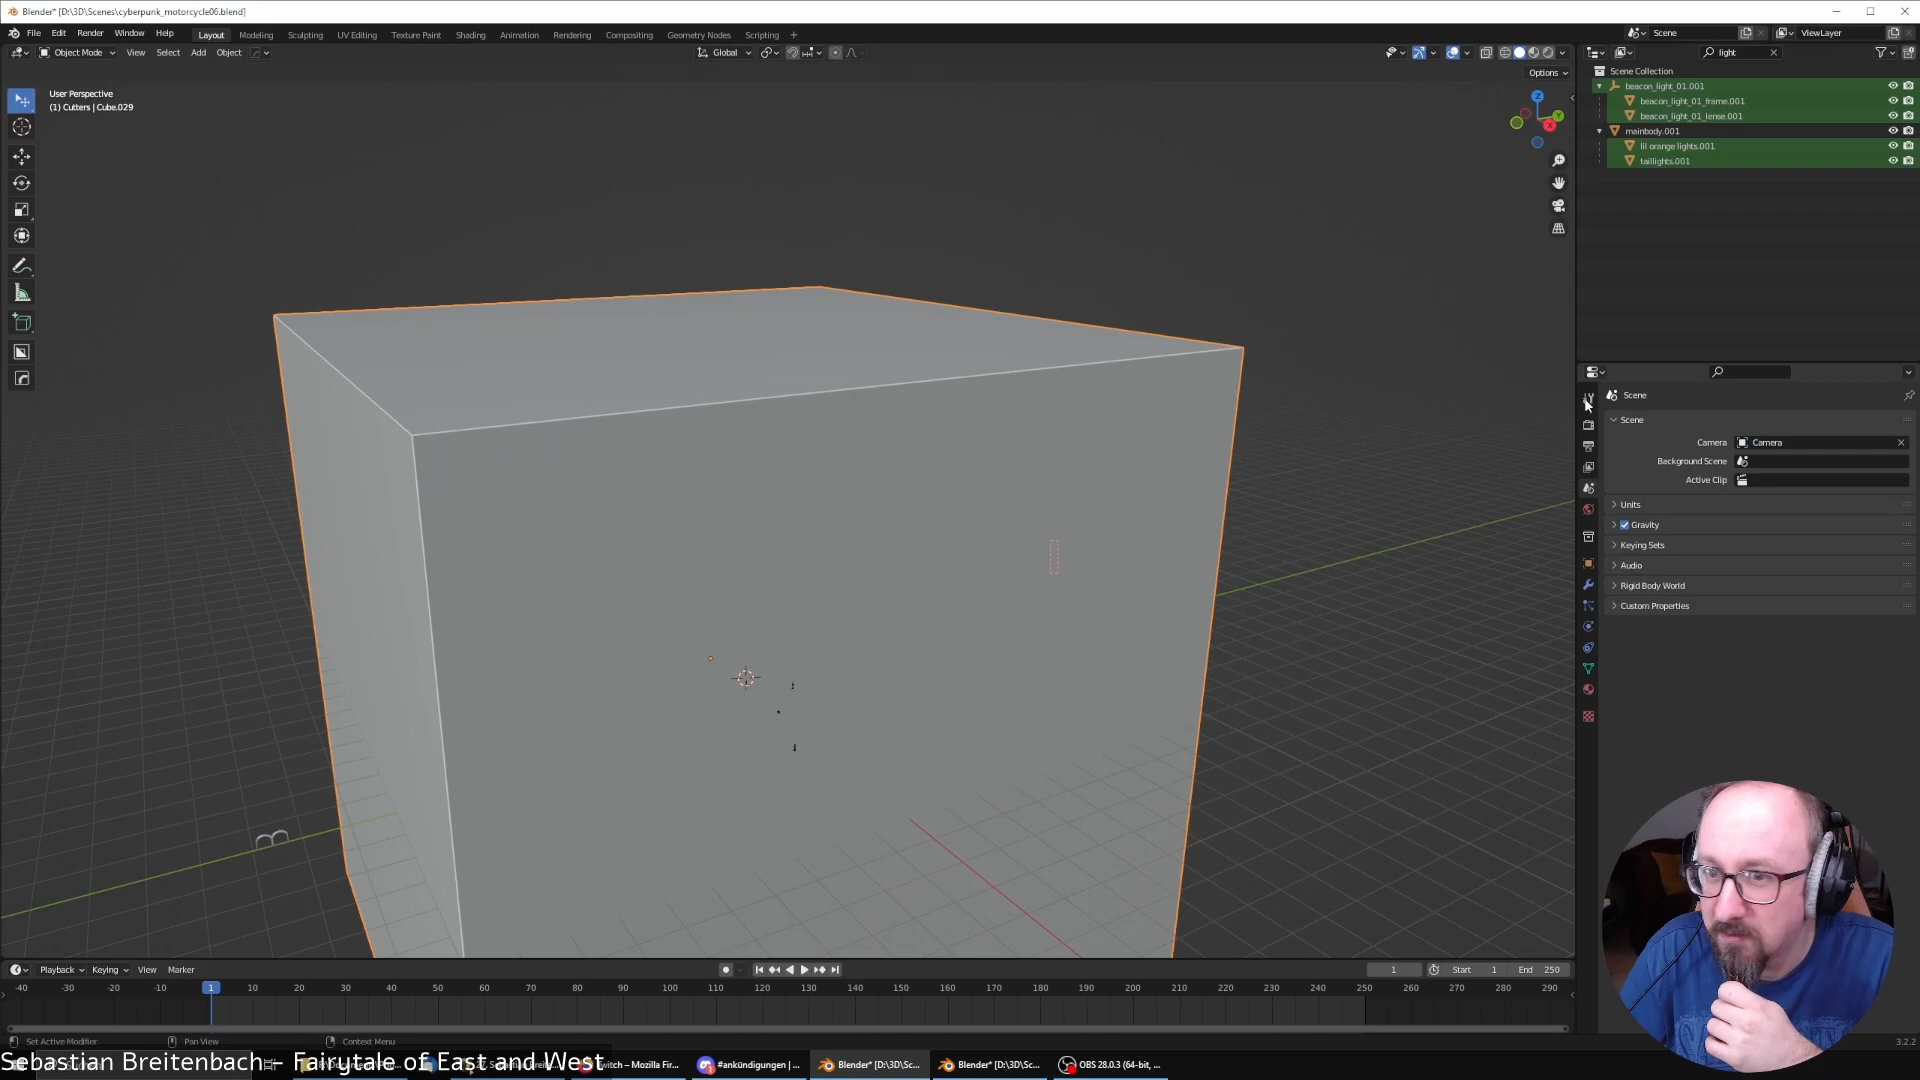 Blender* [D:\3D\Scenes\cyberpunk_motorcycle06.blend]
File Edit Render Window Help Layout Modeling Sculpting UV Editing Texture Paint Shading Animation Rendering Compositing Geometry Nodes Scripting + Scene ViewLayer
Object Mode View Select Add Object Global light
Options
User Perspective
(1) Cutters | Cube.029
Z
Y
X
Scene Collection
beacon_light_01.001
beacon_light_01_frame.001
beacon_light_01_lense.001
mainbody.001
lil orange lights.001
taillights.001
Scene
Scene
Camera Camera
Background Scene
Active Clip
Units
Gravity
Keying Sets
Audio
Rigid Body World
Custom Properties
Playback Keying View Marker 1 Start 1 End 250
-40 -30 -20 -10 1 10 20 30 40 50 60 70 80 90 100 110 120 130 140 150 160 170 180 190 200 210 220 230 240 250 260 270 280 290
Set Active Modifier Pan View Context Menu 3.2.2
Sebastian Breitenbach – Fairytale of East and West
witch – Mozilla Fir... #ankündigungen | ... Blender* [D:\3D\Sc... Blender* [D:\3D\Sc... OBS 28.0.3 (64-bit, ...